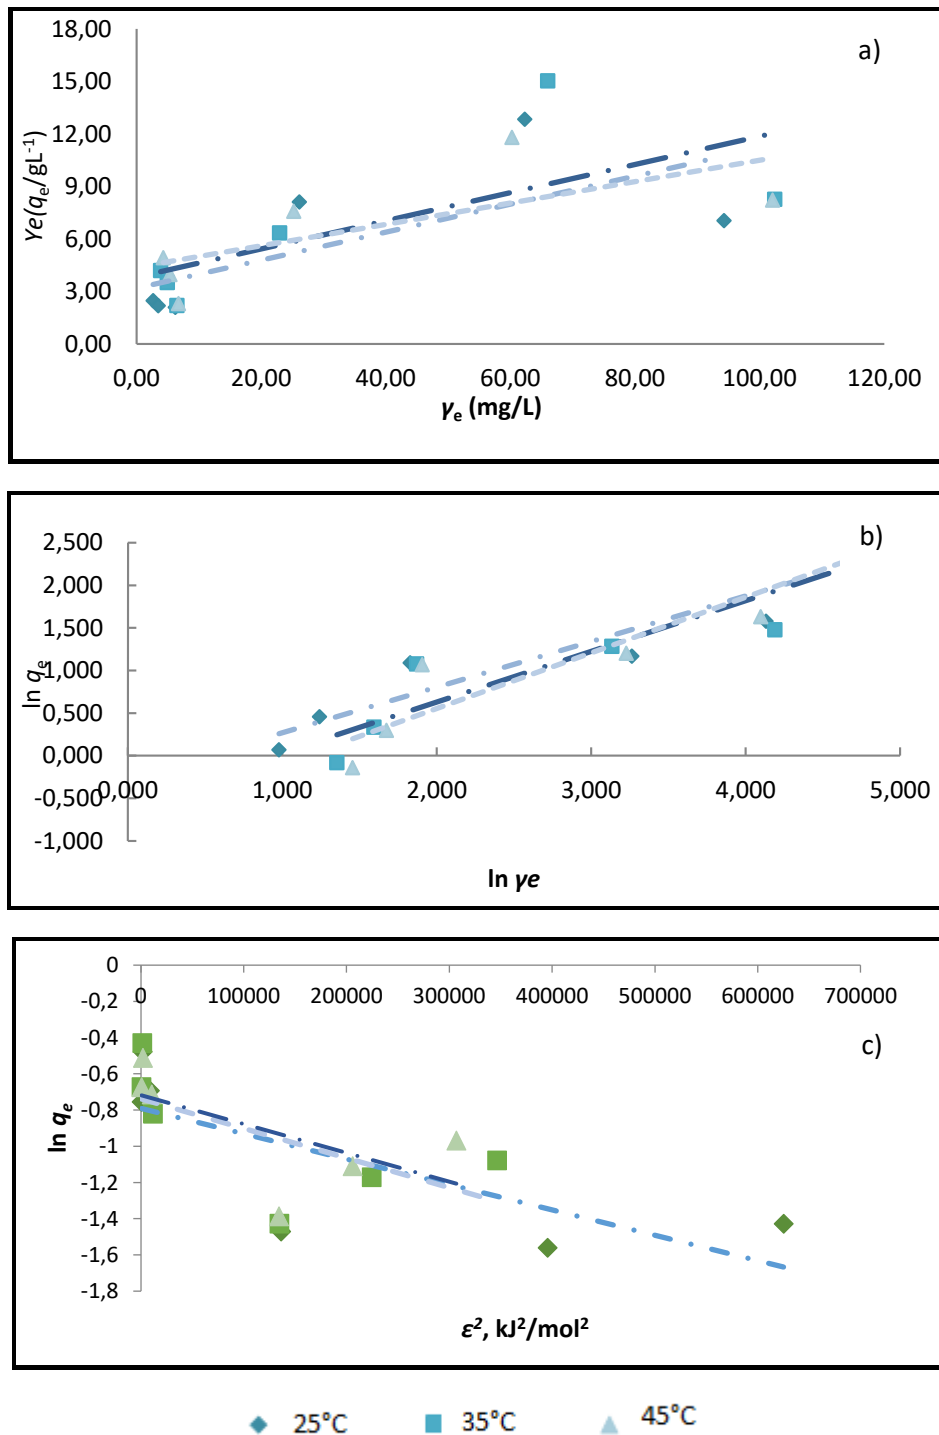 a)
18,00
15,00
12,00
9,00
6,00
3,00
0,00
Ye(qe/gL-1)
0,00 20,00 40,00 60,00 80,00 100,00 120,00
γe (mg/L)
b)
2,500
2,000
1,500
1,000
0,500
0,000
-0,500
-1,000
ln qe
0,000 1,000 2,000 3,000 4,000 5,000
ln γe
0
-0,2
-0,4
-0,6
-0,8
-1
-1,2
-1,4
-1,6
-1,8
ln qe
0 100000 200000 300000 400000 500000 600000 700000
c)
ε2, kJ2/mol2
25°C 35°C 45°C